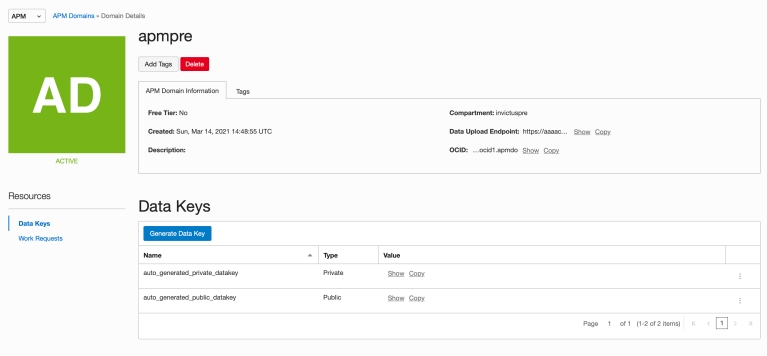 APM APM Domains » Domain Details
apmpre
AD
Add Tags Delete
APM Domain Information Tags
Free Tier: No Compartment: invictuspre
Created: Sun, Mar 14, 2021 14:48:55 UTC Data Upload Endpoint: https://aaaac... Show Copy
Description: OCID: ...ocid1.apmdo Show Copy
ACTIVE
Resources
Data Keys
Work Requests
Data Keys
Generate Data Key
Name Type Value
auto_generated_private_datakey Private Show Copy
auto_generated_public_datakey Public Show Copy
Page 1 of 1 (1-2 of 2 items) 1